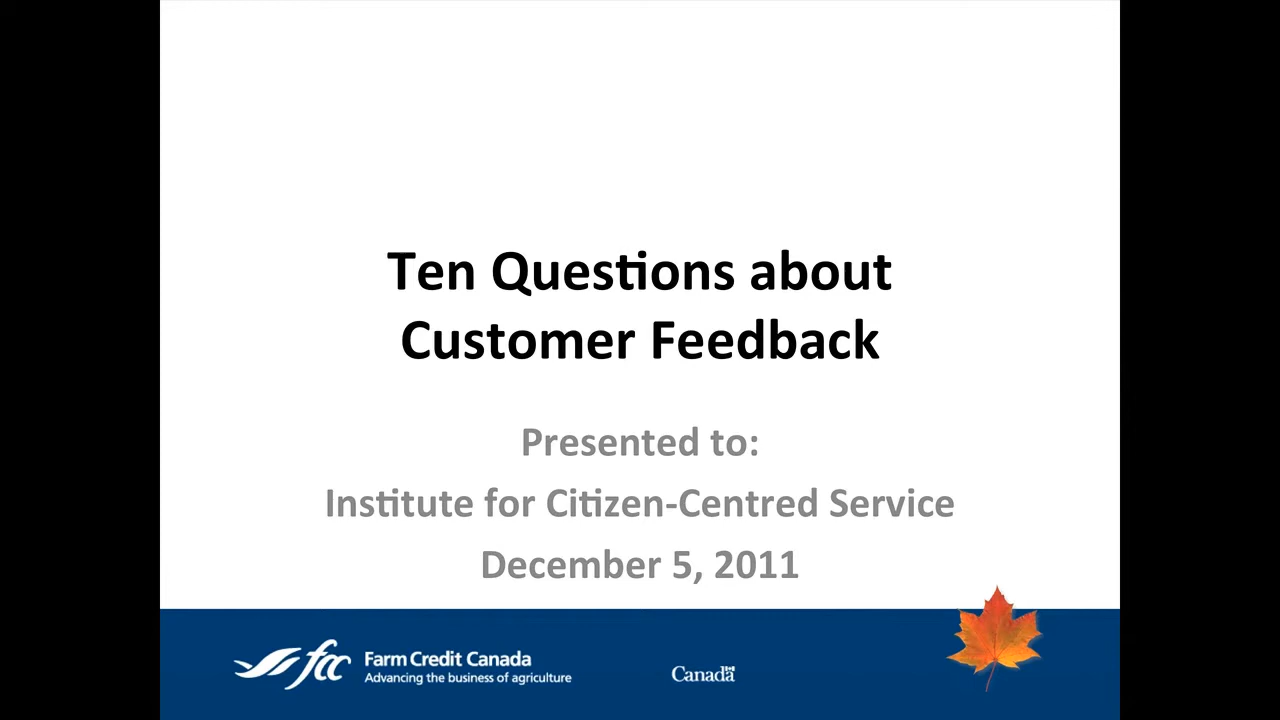 Ten Questions about
Customer Feedback
Presented to:
Institute for Citizen-Centred Service
December 5, 2011
fcc
Farm Credit Canada
Advancing the business of agriculture
Canada